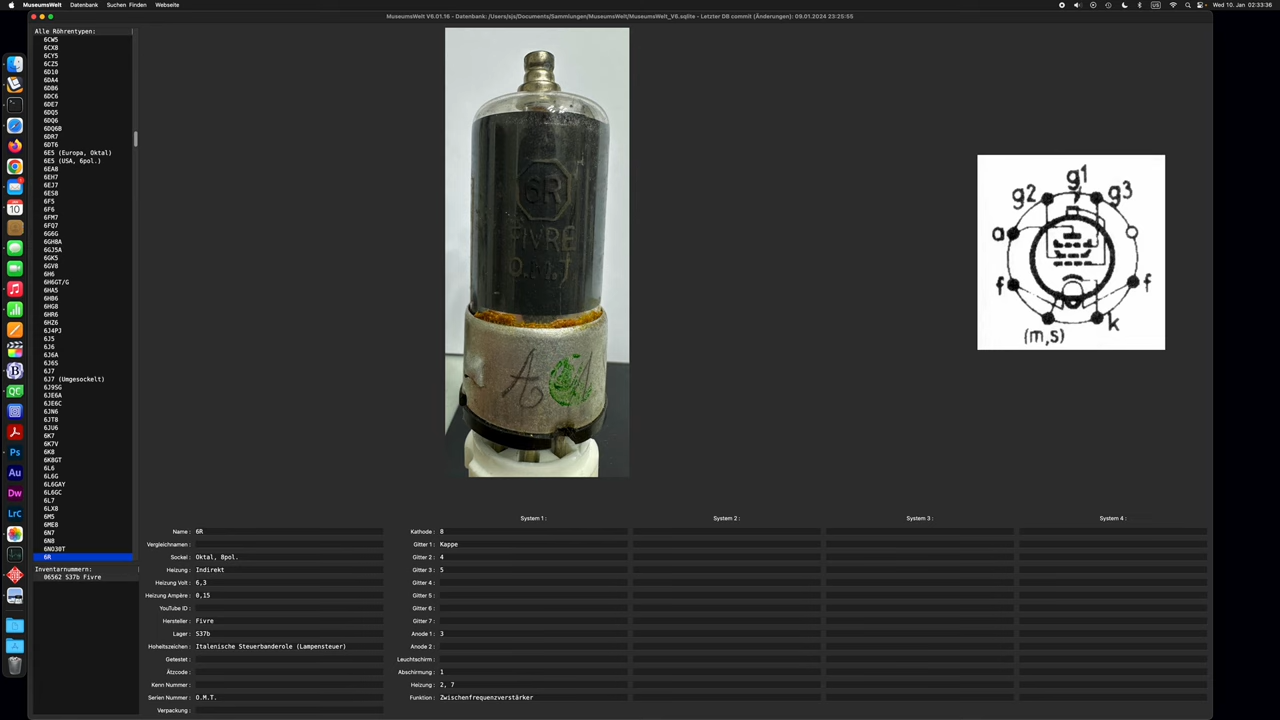 MuseumsWelt Datenbank Suchen Finden Webseite
Wed 10. Jan. 02:33:36
MuseumsWelt V6.01.16 - Datenbank: /Users/sjs/Documents/Sammlungen/MuseumsWelt/MuseumsWelt_V6.sqlite - Letzter DB commit (Änderungen): 09.01.2024 23:25:55
Alle Röhrentypen:
6CW5
6CX8
6CY5
6CZ5
6D10
6DA4
6DB6
6DC6
6DE7
6DQ5
6DQ6
6DQ6B
6DR7
6DT6
6E5 (Europa, Oktal)
6E5 (USA, 6pol.)
6EA8
6EH7
6EJ7
6ES8
6F5
6F6
6FM7
6FQ7
6G6G
6GH8A
6GJ5A
6GK5
6GV8
6H6
6H6GT/G
6HA5
6HB6
6HG8
6HR6
6HZ6
6J4PJ
6J5
6J6
6J6A
6J6S
6J7
6J7 (Umgesockelt)
6J9SG
6JE6A
6JE6C
6JN6
6JT8
6JU6
6K7
6K7V
6K8
6K8GT
6L6
6L6G
6L6GAY
6L6GC
6L7
6LX8
6M5
6ME8
6N7
6N8
6NO30T
6R
Inventarnummern:
06562 S37b Fivre
6R
FIVRE
O.M.T
g1
g2
g3
a
f
f
k
(m,s)
System 1 :
System 2 :
System 3 :
System 4 :
Name : 6R
Vergleichnamen :
Sockel : Oktal, 8pol.
Heizung : Indirekt
Heizung Volt : 6,3
Heizung Ampère : 0,15
YouTube ID :
Hersteller : Fivre
Lager : S37b
Hoheitszeichen : Italienische Steuerbanderole (Lampensteuer)
Getestet :
Ätzcode :
Kenn Nummer :
Serien Nummer : O.M.T.
Verpackung :
Kathode : 8
Gitter 1 : Kappe
Gitter 2 : 4
Gitter 3 : 5
Gitter 4 :
Gitter 5 :
Gitter 6 :
Gitter 7 :
Anode 1 : 3
Anode 2 :
Leuchtschirm :
Abschirmung : 1
Heizung : 2, 7
Funktion : Zwischenfrequenzverstärker
10
QC
Ps
Au
Dw
LrC